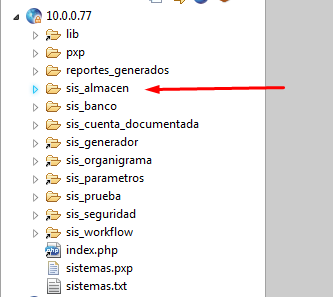 10.0.0.77
lib
pxp
reportes_generados
sis_almacen
sis_banco
sis_cuenta_documentada
sis_generador
sis_organigrama
sis_parametros
sis_prueba
sis_seguridad
sis_workflow
index.php
sistemas.pxp
sistemas.txt